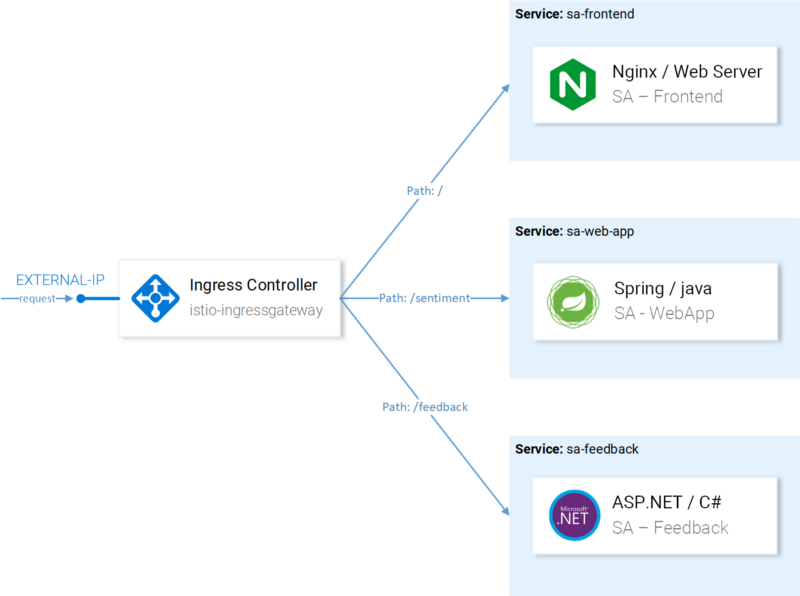 Service: sa-frontend
Nginx / Web Server
SA – Frontend
Path: /
Service: sa-web-app
EXTERNAL-IP
request
Ingress Controller
istio-ingressgateway
Path: /sentiment
Spring / java
SA - WebApp
Path: /feedback
Service: sa-feedback
Microsoft®
.NET
ASP.NET / C#
SA – Feedback